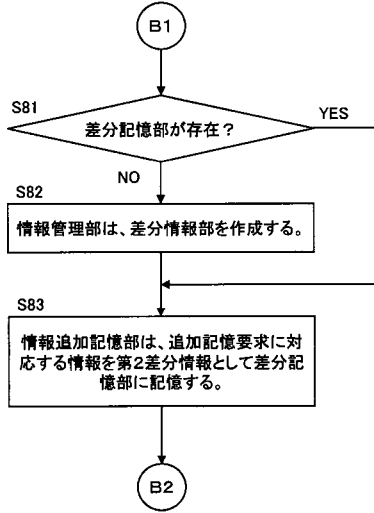 B1
S81
差分記憶部が存在？
YES
NO
S82
情報管理部は、差分情報部を作成する。
S83
情報追加記憶部は、追加記憶要求に対
応する情報を第2差分情報として差分記
憶部に記憶する。
B2